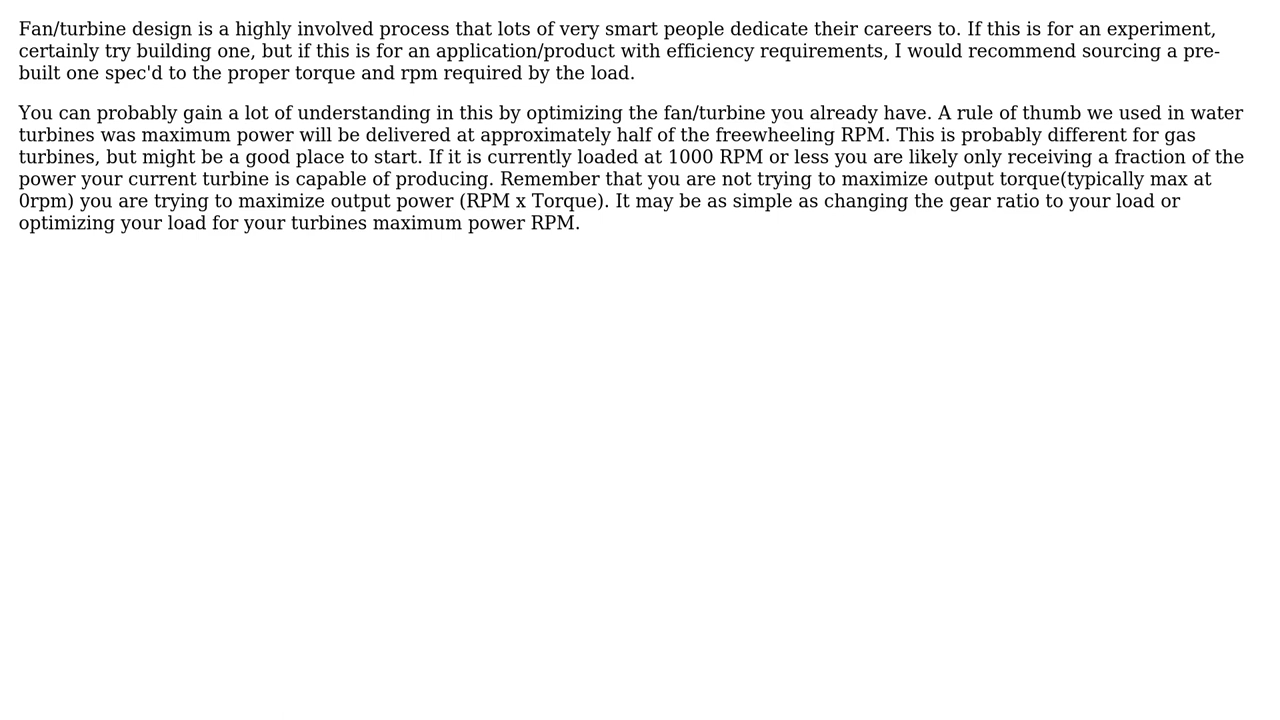 Fan/turbine design is a highly involved process that lots of very smart people dedicate their careers to. If this is for an experiment,
certainly try building one, but if this is for an application/product with efficiency requirements, I would recommend sourcing a pre-
built one spec'd to the proper torque and rpm required by the load.
You can probably gain a lot of understanding in this by optimizing the fan/turbine you already have. A rule of thumb we used in water
turbines was maximum power will be delivered at approximately half of the freewheeling RPM. This is probably different for gas
turbines, but might be a good place to start. If it is currently loaded at 1000 RPM or less you are likely only receiving a fraction of the
power your current turbine is capable of producing. Remember that you are not trying to maximize output torque(typically max at
0rpm) you are trying to maximize output power (RPM x Torque). It may be as simple as changing the gear ratio to your load or
optimizing your load for your turbines maximum power RPM.